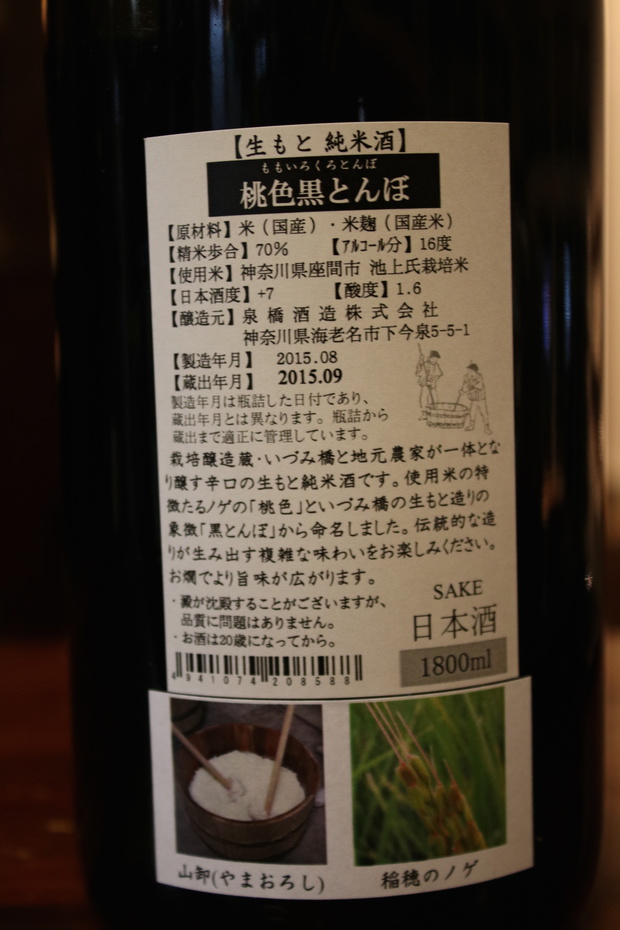 【生もと 純米酒】
ももいろくろとんぼ
桃色黒とんぼ
【原材料】米（国産）・米麹（国産米）
【精米歩合】70％ 【ｱﾙｺｰﾙ分】16度
【使用米】神奈川県座間市 池上氏栽培米
【日本酒度】+7 【酸度】1.6
【醸造元】泉橋酒造株式会社
神奈川県海老名市下今泉5-5-1
【製造年月】 2015.08
【蔵出年月】 2015.09
製造年月は瓶詰した日付であり、
蔵出年月とは異なります。瓶詰から
蔵出まで適正に管理しています。
栽培醸造蔵・いづみ橋と地元農家が一体とな
り醸す辛口の生もと純米酒です。使用米の特
徴たるノゲの「桃色」といづみ橋の生もと造りの
象徴「黒とんぼ」から命名しました。伝統的な造
りが生み出す複雑な味わいをお楽しみください。
お燗でより旨味が広がります。
・澱が沈殿することがございますが、
品質に問題はありません。
・お酒は20歳になってから。
SAKE
日本酒
1800ml
4941074208588
山卸(やまおろし)
稲穂のノゲ